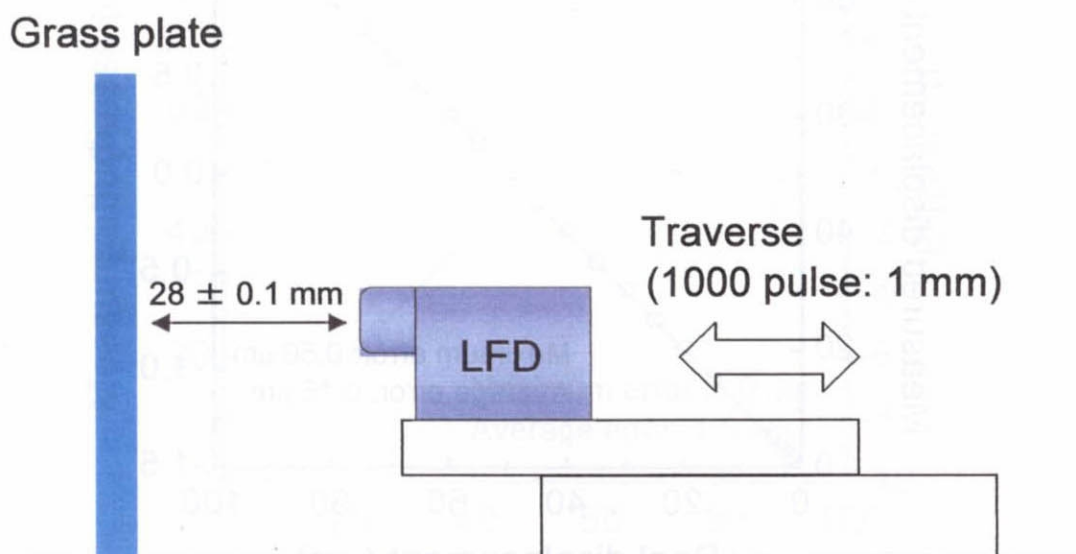 Grass plate
Traverse
(1000 pulse: 1 mm)
28 ± 0.1 mm
LFD